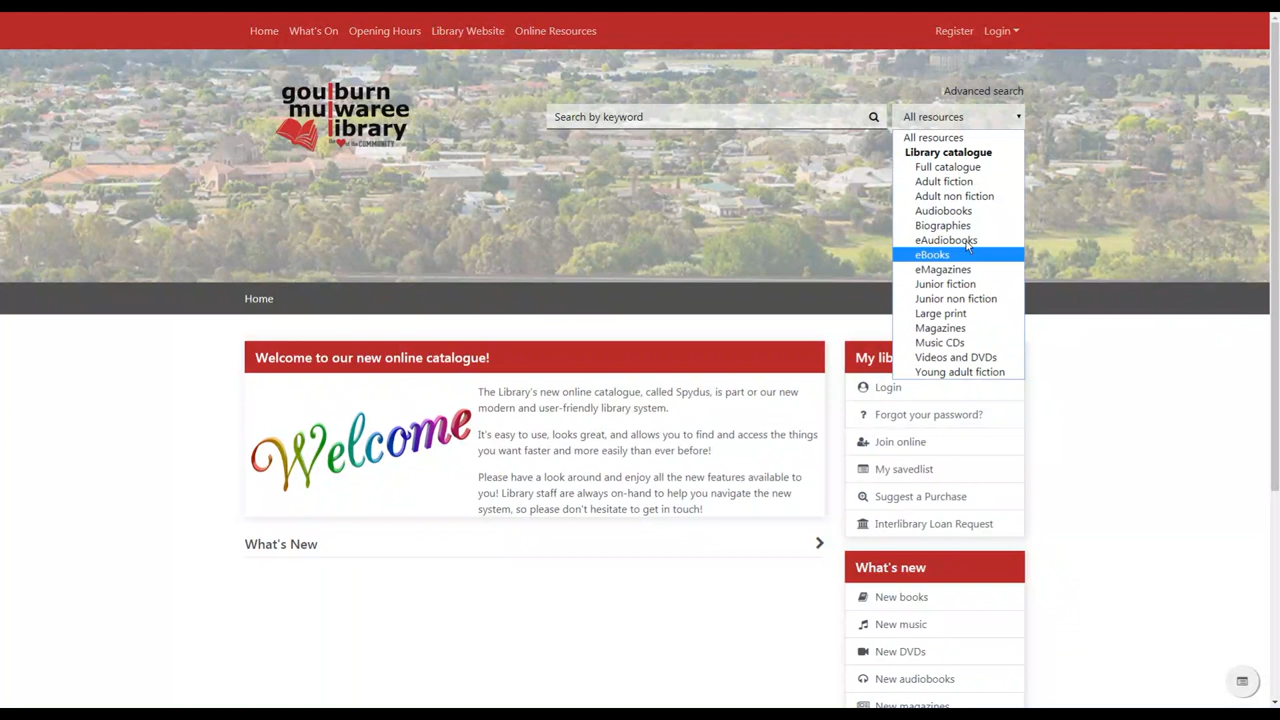 Home What's On Opening Hours Library Website Online Resources Register Login
goulburn
mulwaree
library
the ♥ of the COMMUNITY
Advanced search
Search by keyword All resources
All resources
Library catalogue
Full catalogue
Adult fiction
Adult non fiction
Audiobooks
Biographies
eAudiobooks
eBooks
eMagazines
Junior fiction
Junior non fiction
Large print
Magazines
Music CDs
Videos and DVDs
Young adult fiction
Home
Welcome to our new online catalogue!
Welcome
The Library's new online catalogue, called Spydus, is part or our new
modern and user-friendly library system.
It's easy to use, looks great, and allows you to find and access the things
you want faster and more easily than ever before!
Please have a look around and enjoy all the new features available to
you! Library staff are always on-hand to help you navigate the new
system, so please don't hesitate to get in touch!
What's New
My lib
Login
Forgot your password?
Join online
My savedlist
Suggest a Purchase
Interlibrary Loan Request
What's new
New books
New music
New DVDs
New audiobooks
New magazines